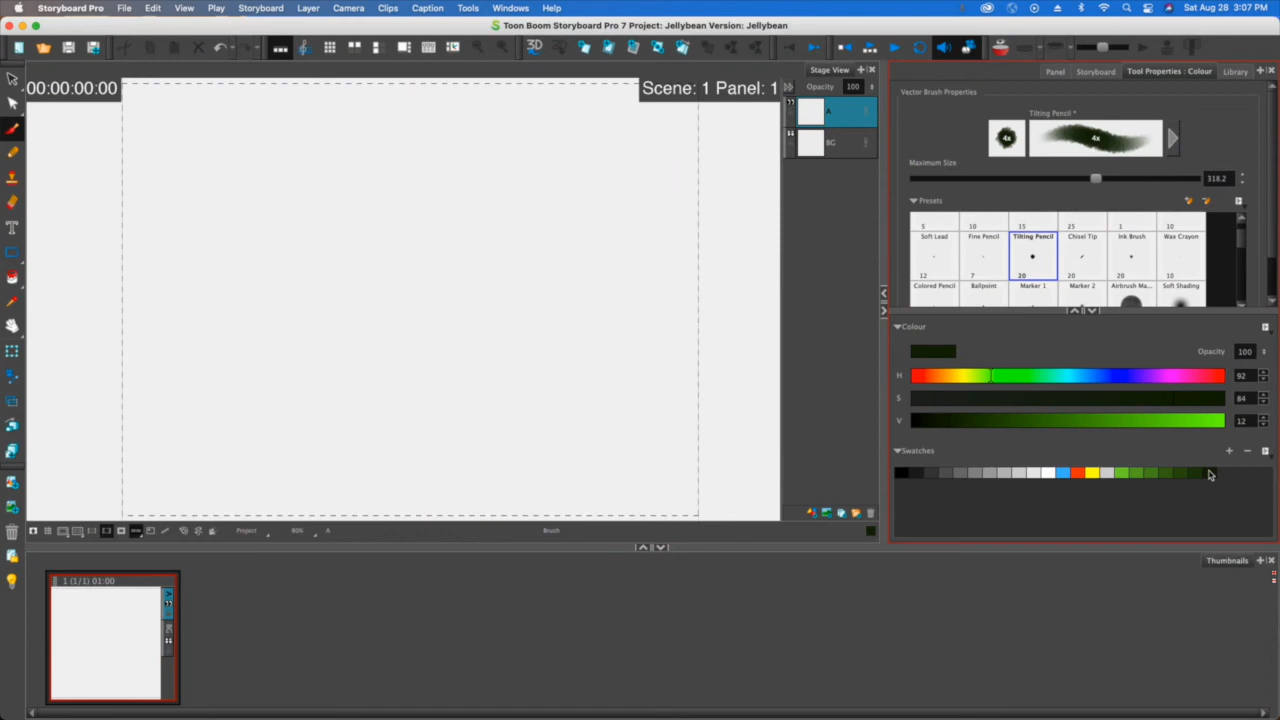 Storyboard Pro File Edit View Play Storyboard Layer Camera Clips Caption Tools Windows Help Sat Aug 28 3:07 PM
Toon Boom Storyboard Pro 7 Project: Jellybean Version: Jellybean
3D
00:00:00:00
Scene: 1 Panel: 1
Stage View
Opacity 100
A
BG
Panel Storyboard Tool Properties : Colour Library
Vector Brush Properties
Tilting Pencil *
4x 4x
Maximum Size
318.2
Presets
5 10 15 25 1 10
Soft Lead Fine Pencil Tilting Pencil Chisel Tip Ink Brush Wax Crayon
12 7 20 20 20 10
Colored Pencil Ballpoint Marker 1 Marker 2 Airbrush Ma... Soft Shading
Colour
Opacity 100
H 92
S 84
V 12
Swatches
Project 90% A Brush
Thumbnails
1 (1/1) 01:00